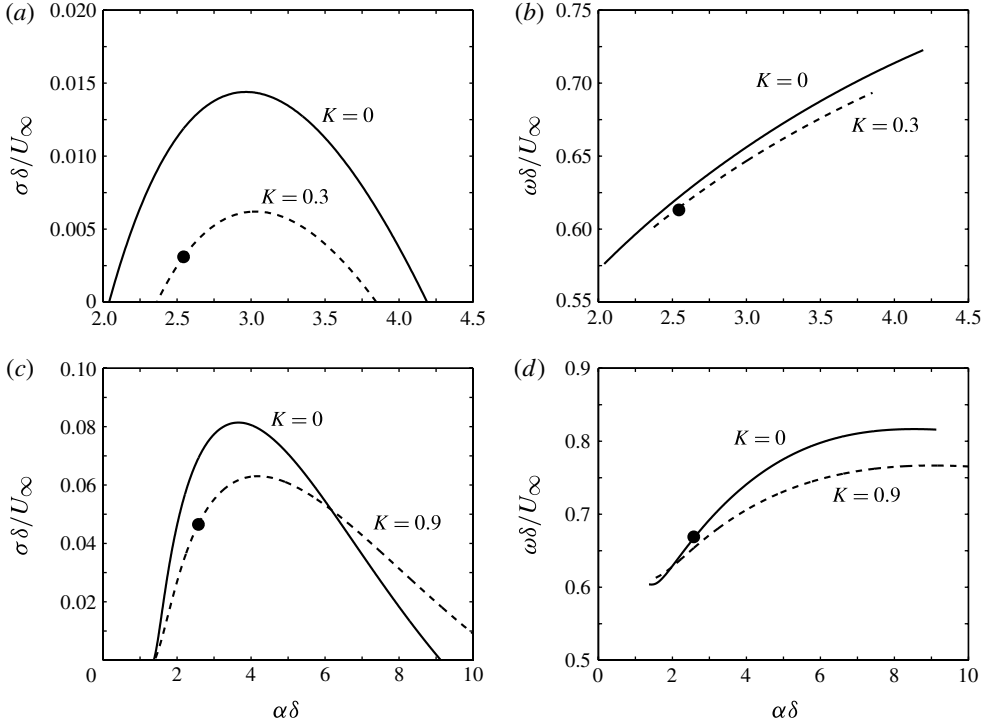 (a)
0.020
0.015
0.010
0.005
0
σδ/U∞
K = 0
K = 0.3
2.0 2.5 3.0 3.5 4.0 4.5
(b)
0.75
0.70
0.65
0.60
0.55
ωδ/U∞
K = 0
K = 0.3
2.0 2.5 3.0 3.5 4.0 4.5
(c)
0.10
0.08
0.06
0.04
0.02
0
σδ/U∞
K = 0
K = 0.9
2 4 6 8 10
αδ
(d)
0.9
0.8
0.7
0.6
0.5
ωδ/U∞
K = 0
K = 0.9
0 2 4 6 8 10
αδ